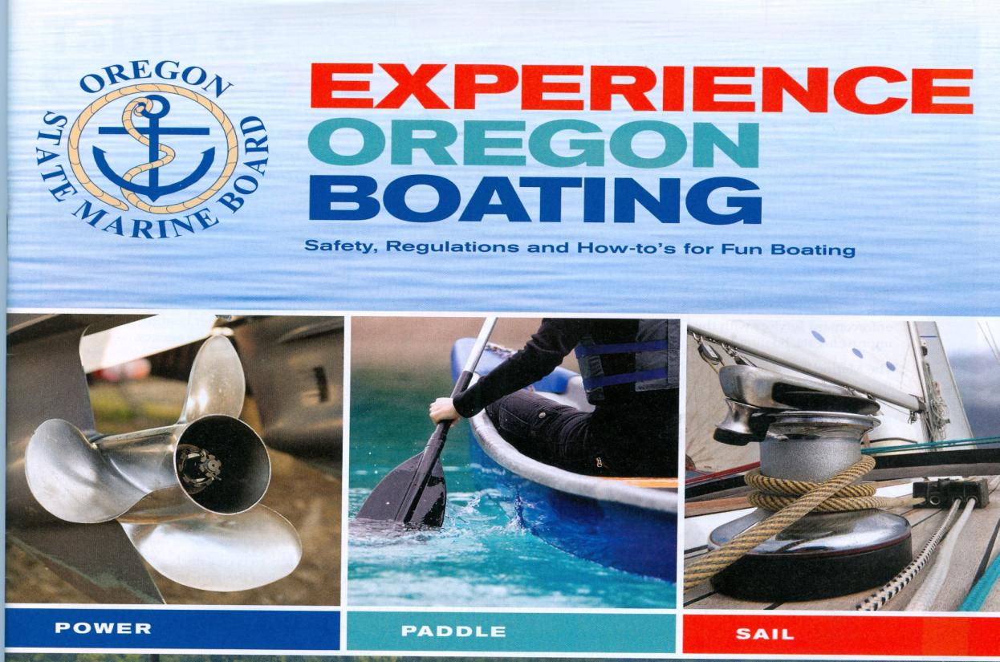 OREGON
STATE MARINE BOARD
EXPERIENCE
OREGON
BOATING
Safety, Regulations and How-to's for Fun Boating
POWER
PADDLE
SAIL